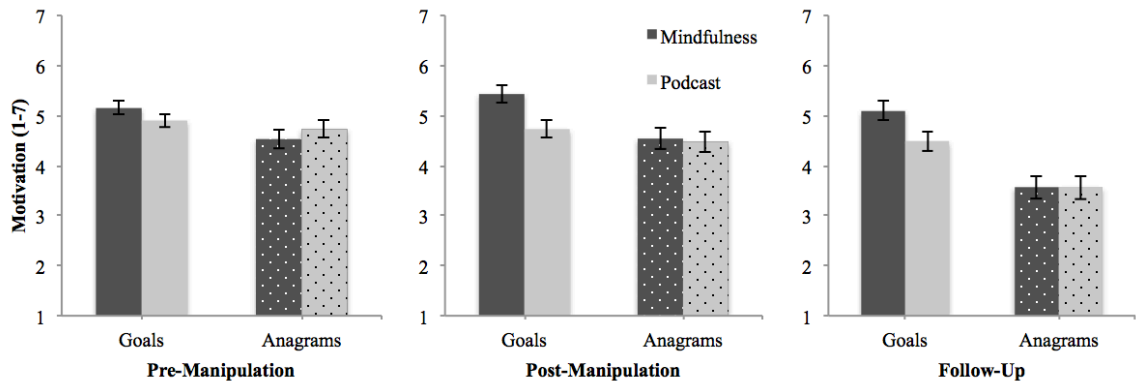 Motivation (1-7)
7
6
5
4
3
2
1
Goals
Anagrams
Pre-Manipulation
7
6
5
4
3
2
1
Mindfulness
Podcast
Goals
Anagrams
Post-Manipulation
7
6
5
4
3
2
1
Goals
Anagrams
Follow-Up